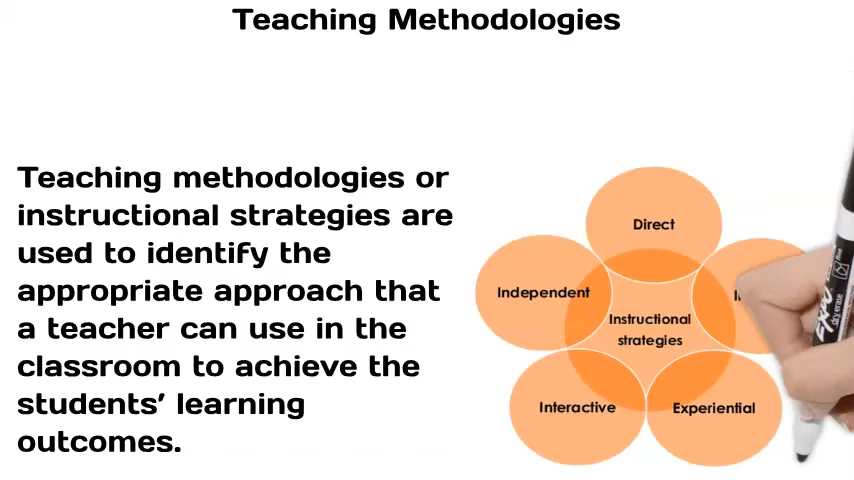 Teaching Methodologies
Teaching methodologies or
instructional strategies are
used to identify the
appropriate approach that
a teacher can use in the
classroom to achieve the
students’ learning
outcomes.
Direct
Independent
Instructional
strategies
Interactive
Experiential
EXPO